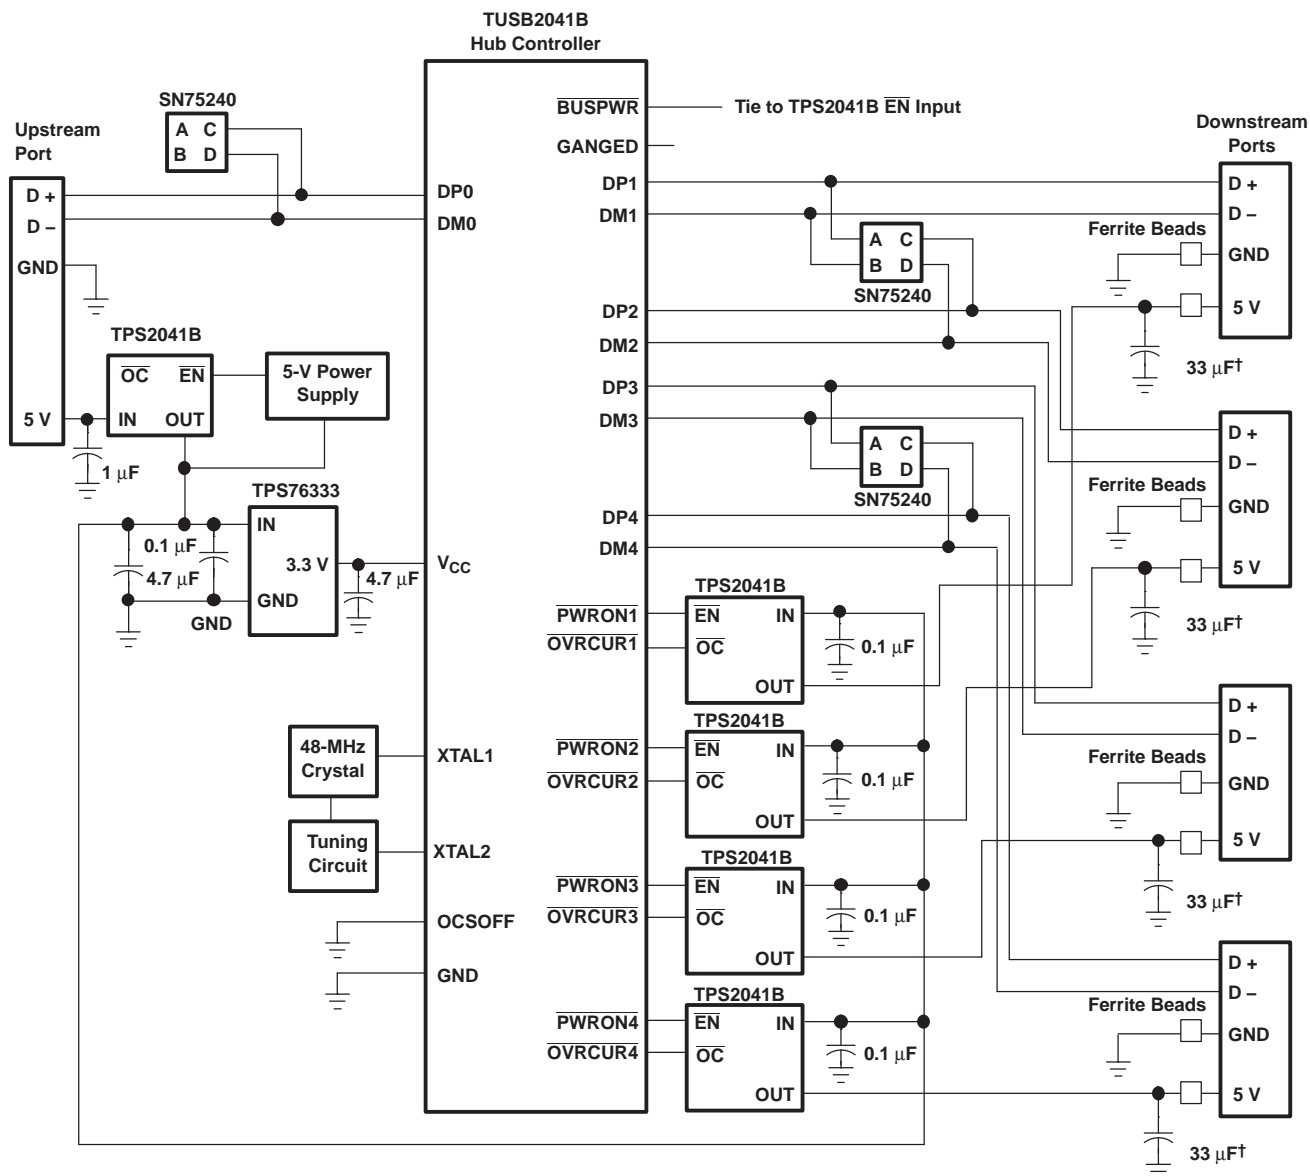 TUSB2041B
Hub Controller
SN75240
A C
B D
Upstream
Port
D +
D –
GND
5 V
TPS2041B
OC EN
IN OUT
5-V Power
Supply
1 μF
TPS76333
IN
3.3 V
GND
0.1 μF
4.7 μF
GND
4.7 μF
48-MHz
Crystal
Tuning
Circuit
DP0
DM0
VCC
XTAL1
XTAL2
OCSOFF
GND
BUSPWR
Tie to TPS2041B EN Input
GANGED
DP1
DM1
A C
B D
SN75240
DP2
DM2
DP3
DM3
A C
B D
SN75240
DP4
DM4
TPS2041B
PWRON1
EN IN
OVRCUR1
OC
OUT
0.1 μF
TPS2041B
PWRON2
EN IN
OVRCUR2
OC
OUT
0.1 μF
TPS2041B
PWRON3
EN IN
OVRCUR3
OC
OUT
0.1 μF
TPS2041B
PWRON4
EN IN
OVRCUR4
OC
OUT
0.1 μF
Downstream
Ports
D +
D –
Ferrite Beads
GND
5 V
33 μF†
D +
D –
Ferrite Beads
GND
5 V
33 μF†
D +
D –
Ferrite Beads
GND
5 V
33 μF†
D +
D –
Ferrite Beads
GND
5 V
33 μF†